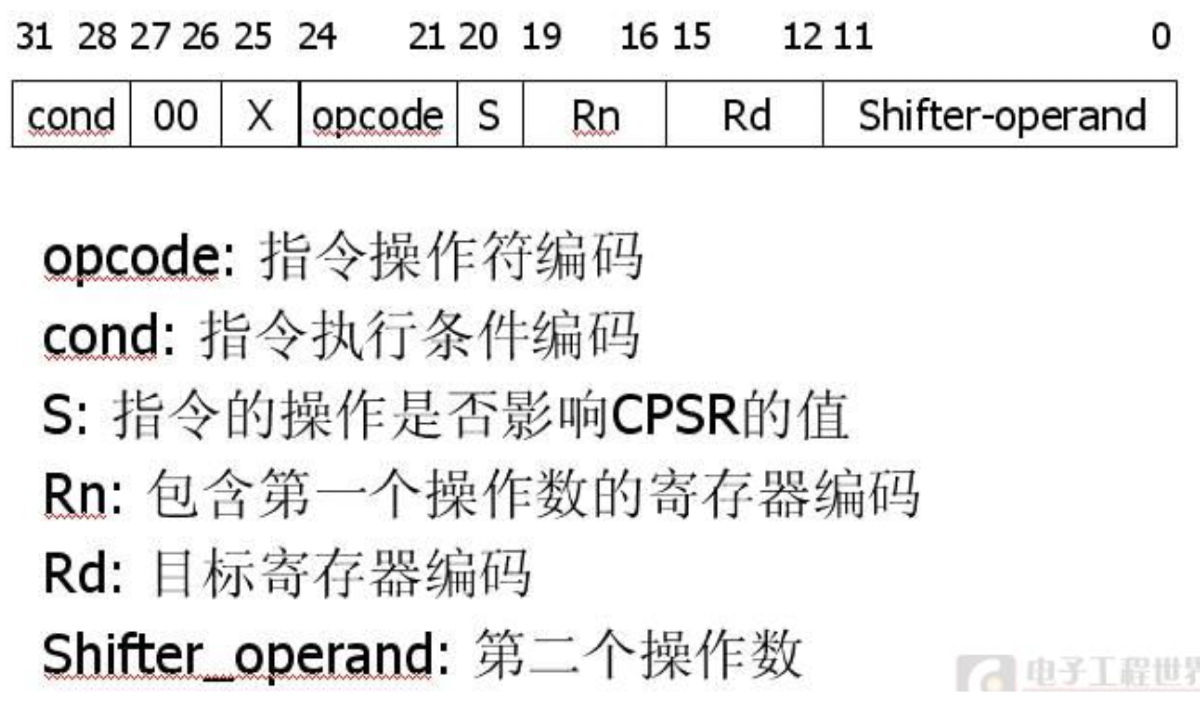 31 28 27 26 25 24 21 20 19 16 15 12 11 0
cond 00 X opcode S Rn Rd Shifter-operand
opcode: 指令操作符编码
cond: 指令执行条件编码
S: 指令的操作是否影响CPSR的值
Rn: 包含第一个操作数的寄存器编码
Rd: 目标寄存器编码
Shifter_operand: 第二个操作数
电子工程世界